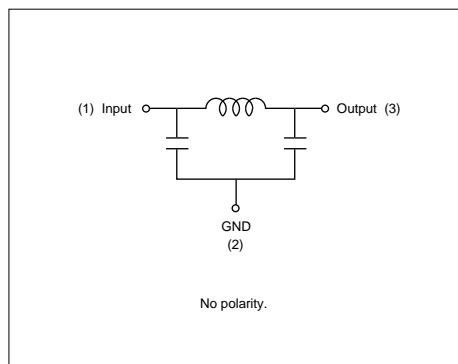 (1) Input
Output (3)
GND
(2)
No polarity.